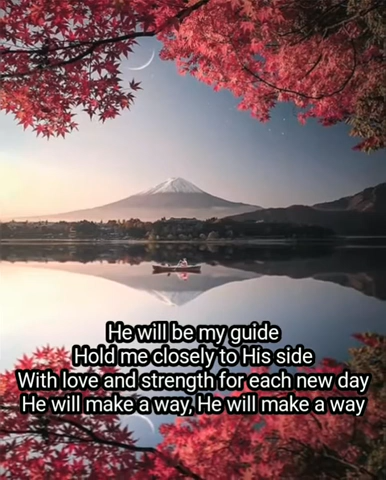 He will be my guide
Hold me closely to His side
With love and strength for each new day
He will make a way, He will make a way